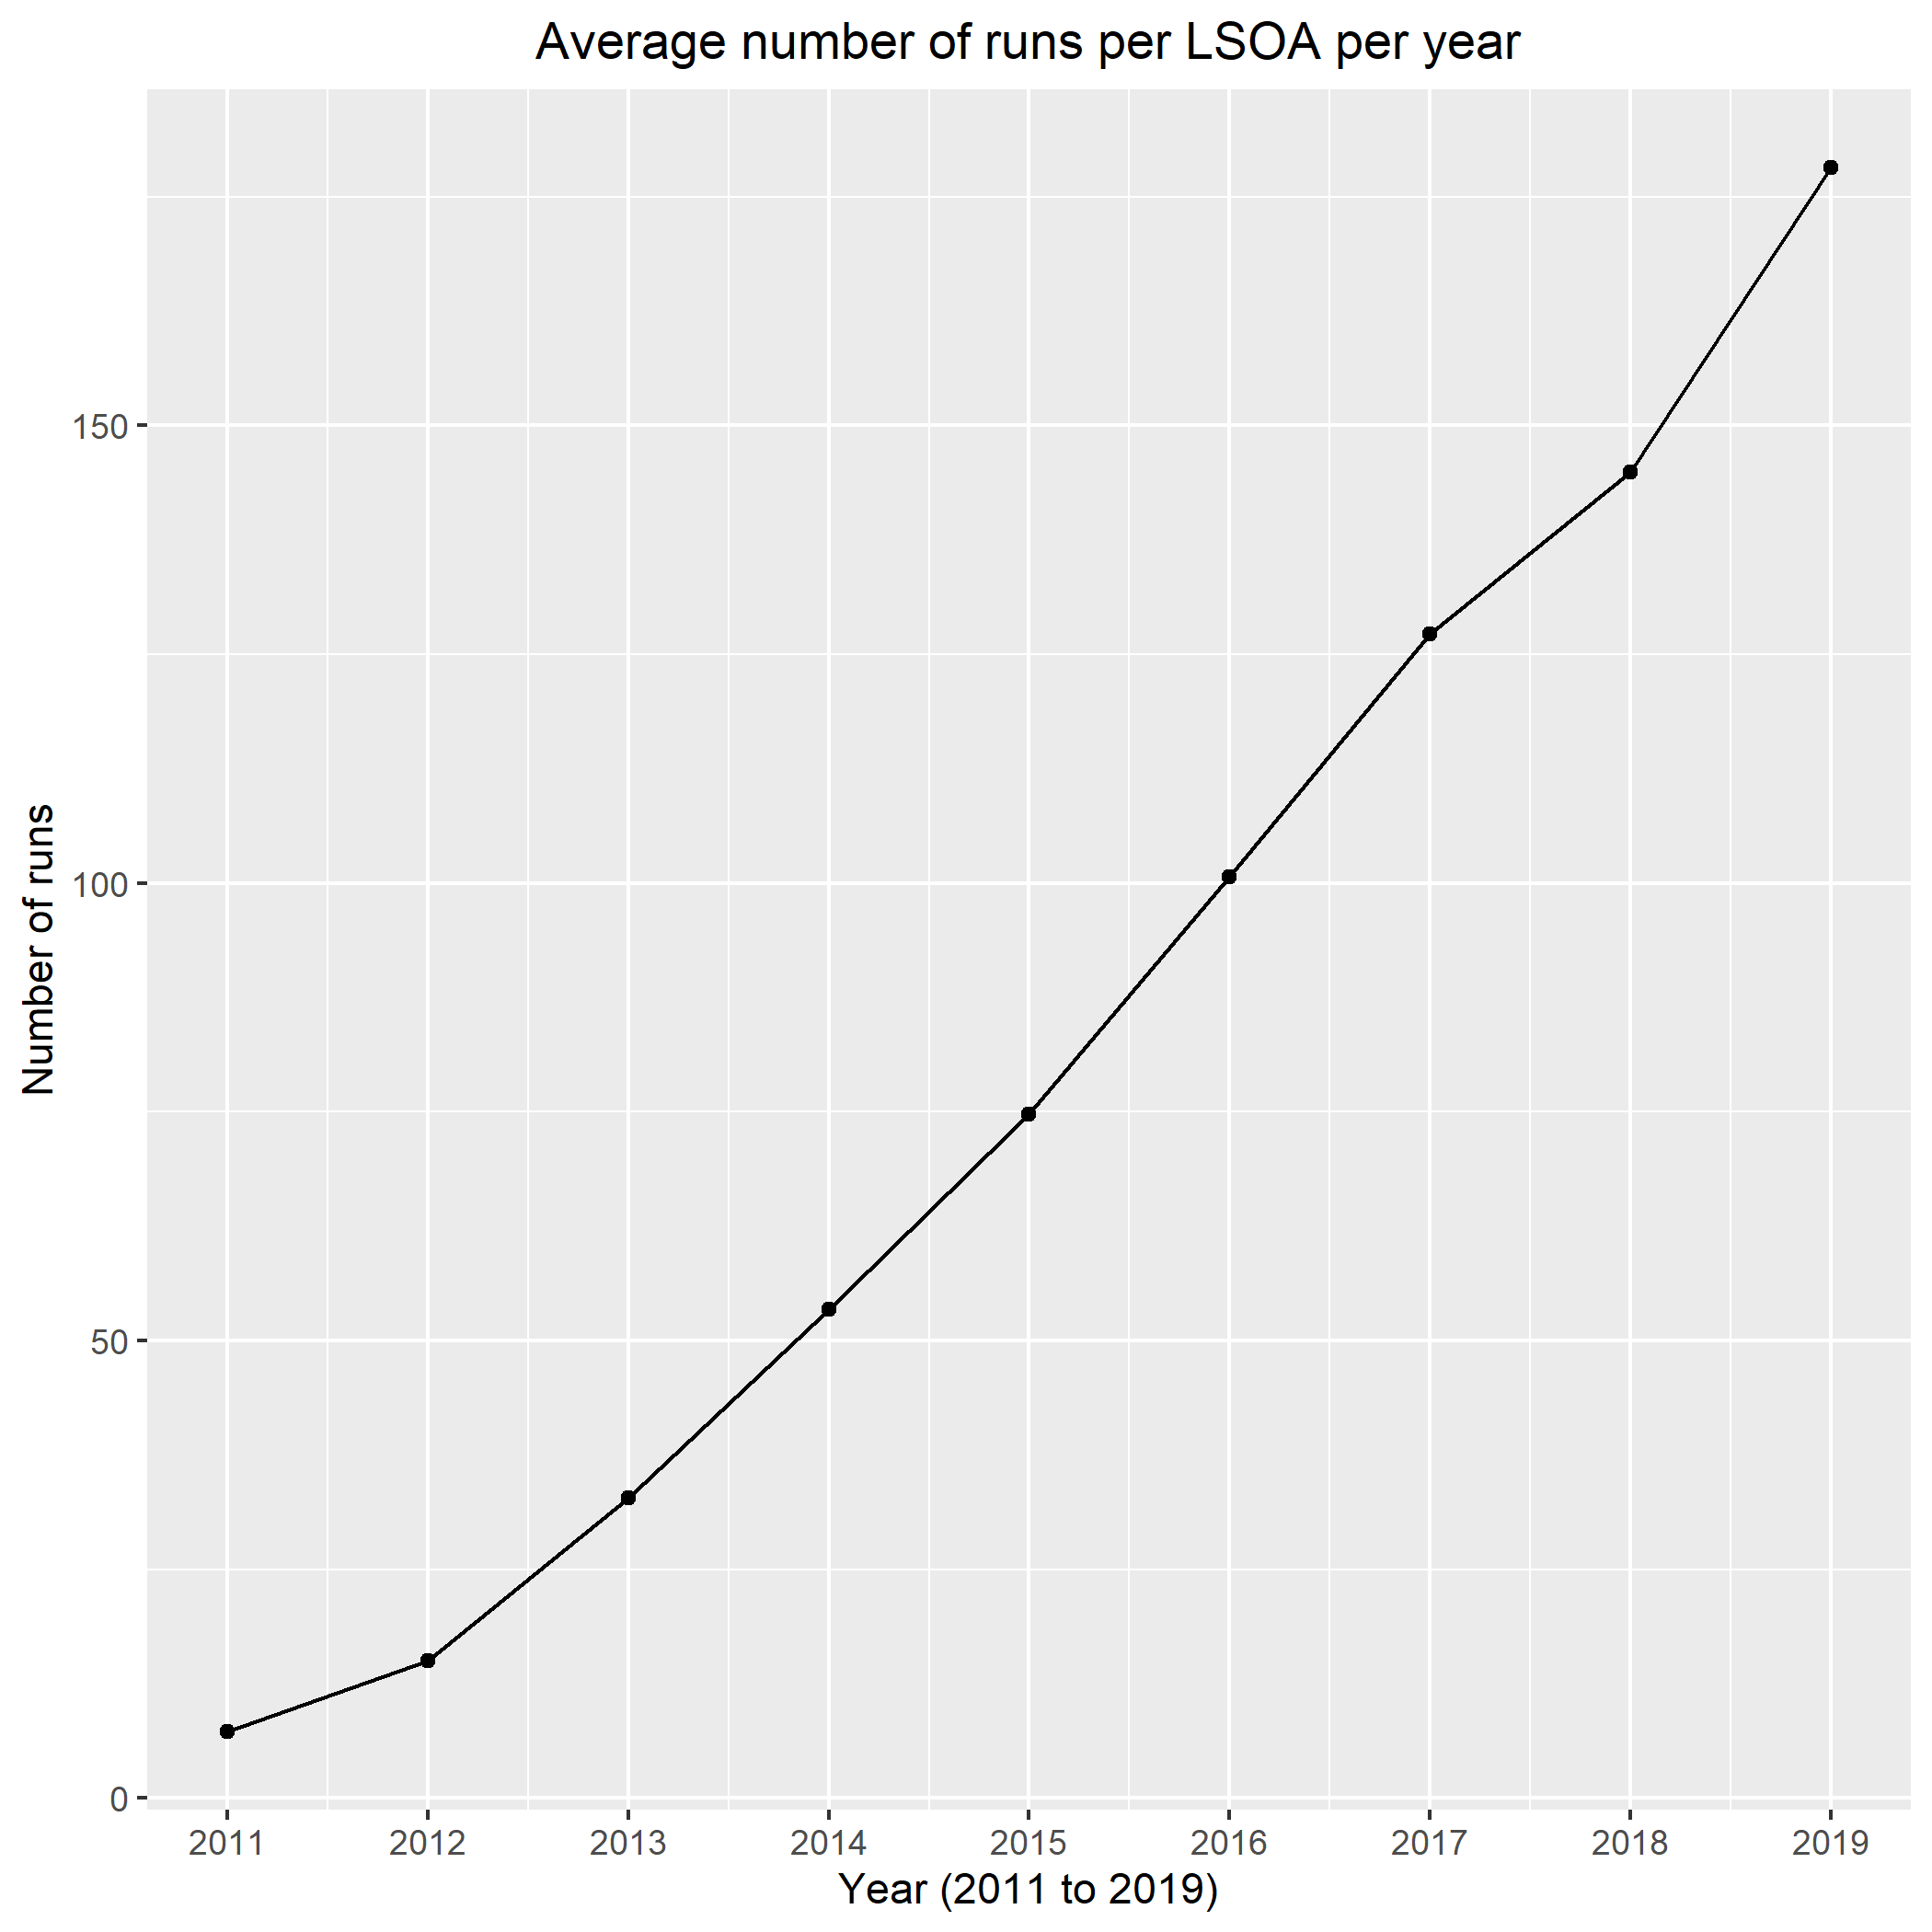 Average number of runs per LSOA per year
Number of runs
150
100
50
0
2011 2012 2013 2014 2015 2016 2017 2018 2019
Year (2011 to 2019)